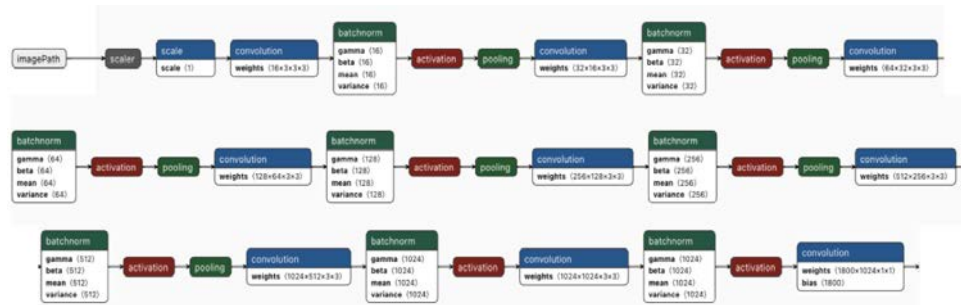 imagePath
scaler
scale
scale ⟨1⟩
convolution
weights ⟨16×3×3×3⟩
batchnorm
gamma ⟨16⟩
beta ⟨16⟩
mean ⟨16⟩
variance ⟨16⟩
activation
pooling
convolution
weights ⟨32×16×3×3⟩
batchnorm
gamma ⟨32⟩
beta ⟨32⟩
mean ⟨32⟩
variance ⟨32⟩
activation
pooling
convolution
weights ⟨64×32×3×3⟩
batchnorm
gamma ⟨64⟩
beta ⟨64⟩
mean ⟨64⟩
variance ⟨64⟩
activation
pooling
convolution
weights ⟨128×64×3×3⟩
batchnorm
gamma ⟨128⟩
beta ⟨128⟩
mean ⟨128⟩
variance ⟨128⟩
activation
pooling
convolution
weights ⟨256×128×3×3⟩
batchnorm
gamma ⟨256⟩
beta ⟨256⟩
mean ⟨256⟩
variance ⟨256⟩
activation
pooling
convolution
weights ⟨512×256×3×3⟩
batchnorm
gamma ⟨512⟩
beta ⟨512⟩
mean ⟨512⟩
variance ⟨512⟩
activation
pooling
convolution
weights ⟨1024×512×3×3⟩
batchnorm
gamma ⟨1024⟩
beta ⟨1024⟩
mean ⟨1024⟩
variance ⟨1024⟩
activation
convolution
weights ⟨1024×1024×3×3⟩
batchnorm
gamma ⟨1024⟩
beta ⟨1024⟩
mean ⟨1024⟩
variance ⟨1024⟩
activation
convolution
weights ⟨1800×1024×1×1⟩
bias ⟨1800⟩